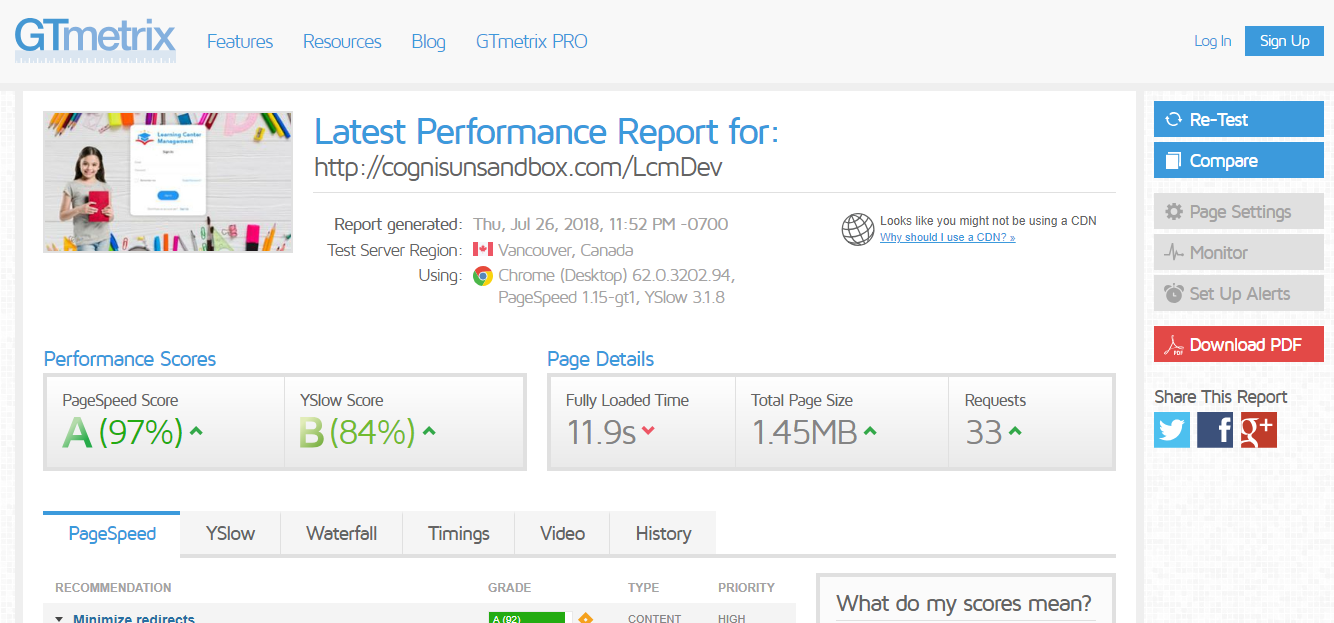 GTmetrix
Features Resources Blog GTmetrix PRO
Log In Sign Up
Learning Center
Management
Sign In
Latest Performance Report for:
http://cognisunsandbox.com/LcmDev
Report generated: Thu, Jul 26, 2018, 11:52 PM -0700
Test Server Region: Vancouver, Canada
Using: Chrome (Desktop) 62.0.3202.94,
PageSpeed 1.15-gt1, YSlow 3.1.8
Looks like you might not be using a CDN
Why should I use a CDN? »
Re-Test
Compare
Page Settings
Monitor
Set Up Alerts
PDF Download PDF
Share This Report
g+
Performance Scores
PageSpeed Score
A (97%)
YSlow Score
B (84%)
Page Details
Fully Loaded Time
11.9s
Total Page Size
1.45MB
Requests
33
PageSpeed YSlow Waterfall Timings Video History
RECOMMENDATION GRADE TYPE PRIORITY
Minimize redirects A (92) CONTENT HIGH
What do my scores mean?